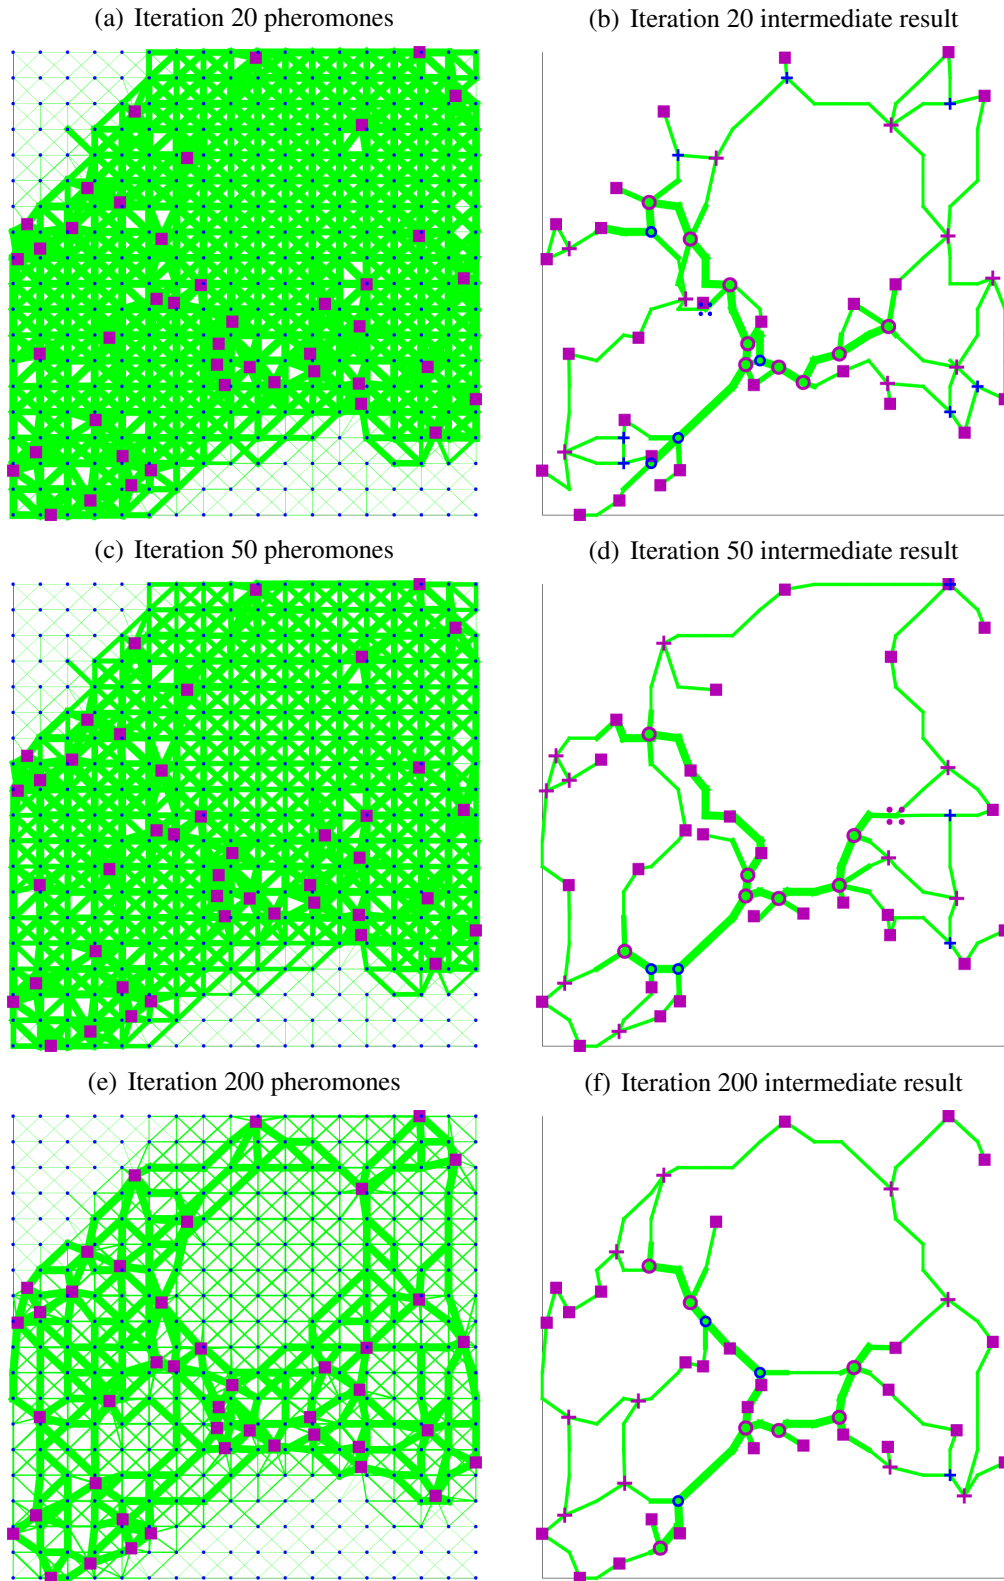 (a) Iteration 20 pheromones
(b) Iteration 20 intermediate result
(c) Iteration 50 pheromones
(d) Iteration 50 intermediate result
(e) Iteration 200 pheromones
(f) Iteration 200 intermediate result